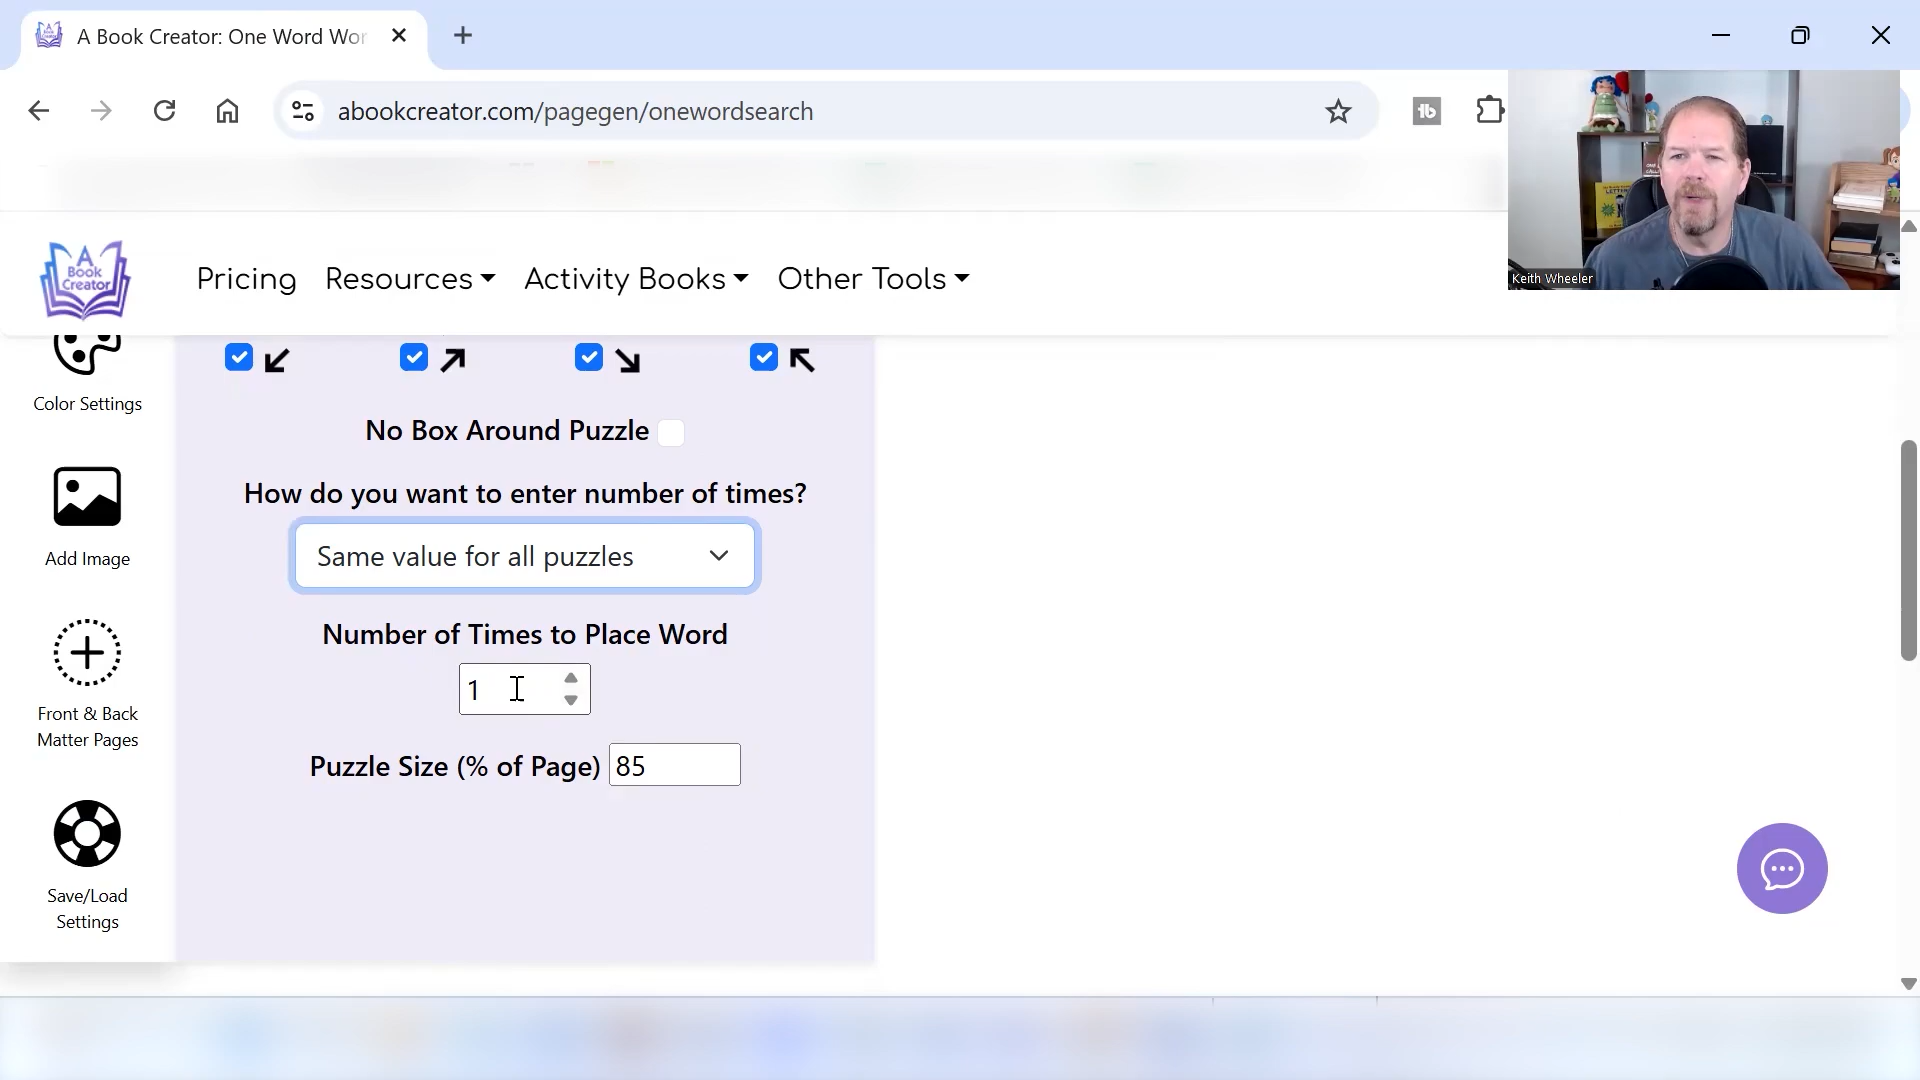 A Book Creator: One Word Wor
abookcreator.com/pagegen/onewordsearch
tb
Keith Wheeler
A
Book
Creator
Pricing
Resources
Activity Books
Other Tools
Color Settings
No Box Around Puzzle
How do you want to enter number of times?
Add Image
Same value for all puzzles
Number of Times to Place Word
1
Front & Back
Matter Pages
Puzzle Size (% of Page) 85
Save/Load
Settings